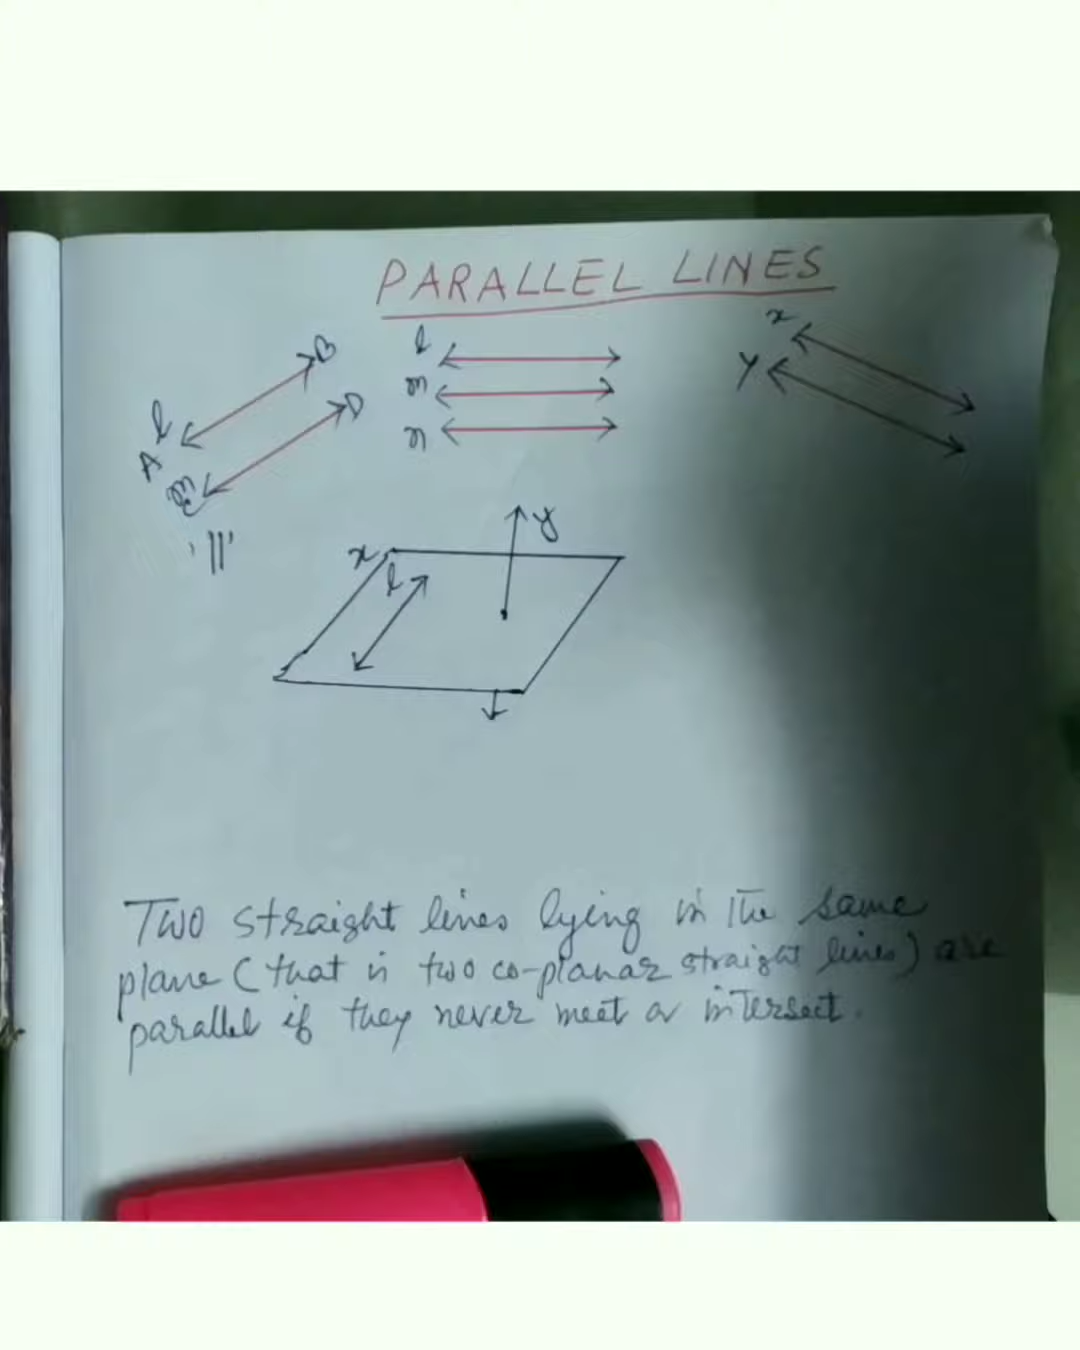 PARALLEL LINES
l
A
B
m
D
l
m
n
x
Y
'||'
x
l
y
Two straight lines lying in the same
plane (that is two co-planar straight lines) are
parallel if they never meet or intersect.